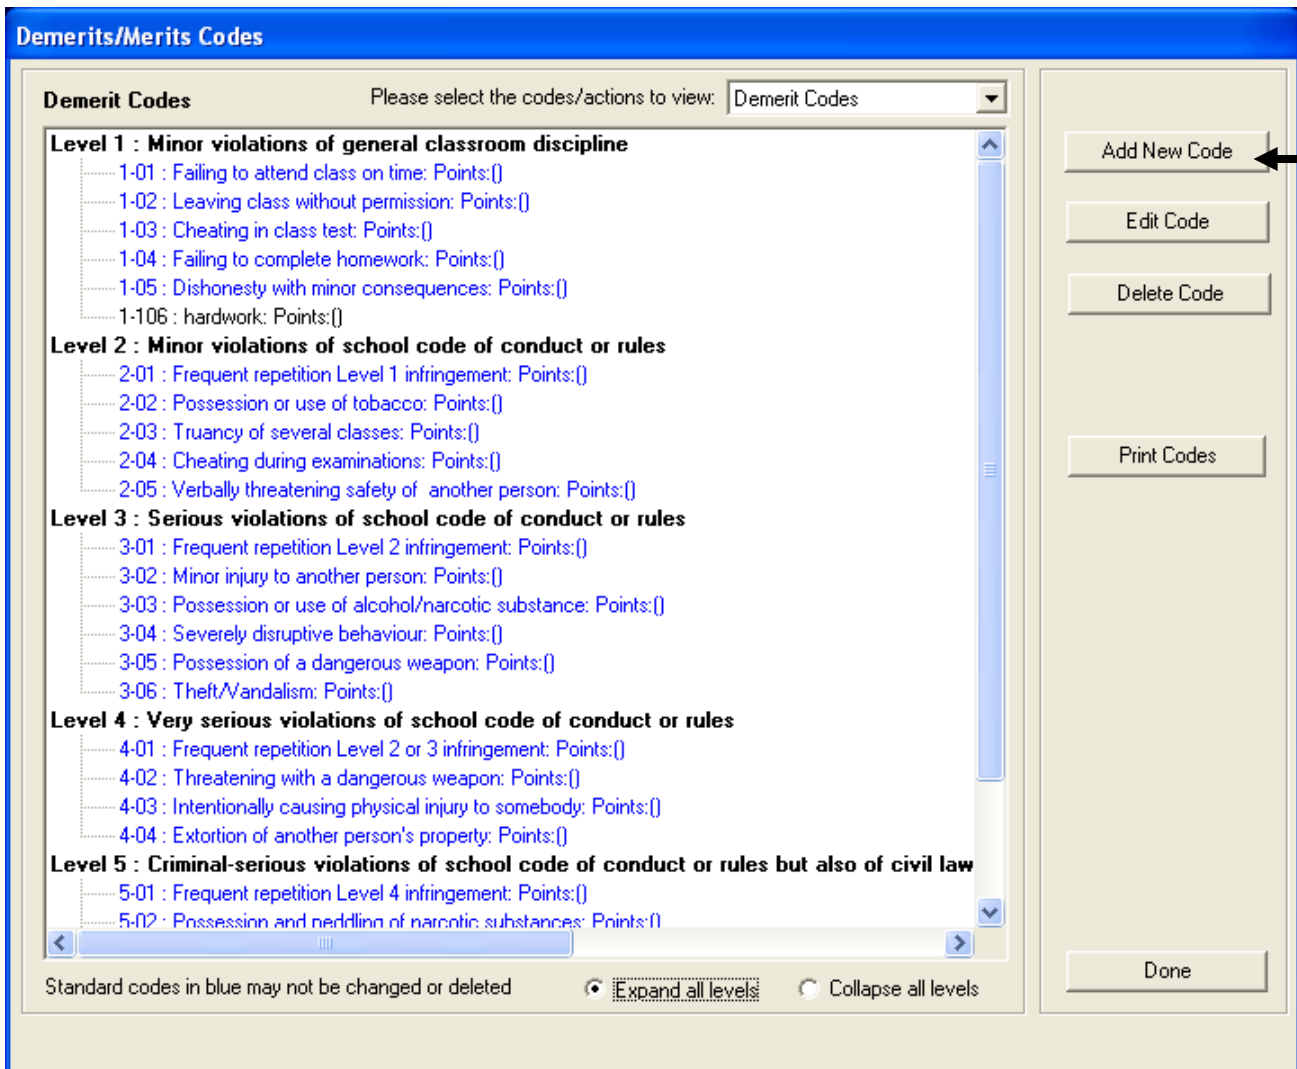 Demerits/Merits Codes
Demerit Codes
Please select the codes/actions to view: Demerit Codes
Level 1 : Minor violations of general classroom discipline
1-01 : Failing to attend class on time: Points:()
1-02 : Leaving class without permission: Points:()
1-03 : Cheating in class test: Points:()
1-04 : Failing to complete homework: Points:()
1-05 : Dishonesty with minor consequences: Points:()
1-106 : hardwork: Points:()
Level 2 : Minor violations of school code of conduct or rules
2-01 : Frequent repetition Level 1 infringement: Points:()
2-02 : Possession or use of tobacco: Points:()
2-03 : Truancy of several classes: Points:()
2-04 : Cheating during examinations: Points:()
2-05 : Verbally threatening safety of  another person: Points:()
Level 3 : Serious violations of school code of conduct or rules
3-01 : Frequent repetition Level 2 infringement: Points:()
3-02 : Minor injury to another person: Points:()
3-03 : Possession or use of alcohol/narcotic substance: Points:()
3-04 : Severely disruptive behaviour: Points:()
3-05 : Possession of a dangerous weapon: Points:()
3-06 : Theft/Vandalism: Points:()
Level 4 : Very serious violations of school code of conduct or rules
4-01 : Frequent repetition Level 2 or 3 infringement: Points:()
4-02 : Threatening with a dangerous weapon: Points:()
4-03 : Intentionally causing physical injury to somebody: Points:()
4-04 : Extortion of another person's property: Points:()
Level 5 : Criminal-serious violations of school code of conduct or rules but also of civil law
5-01 : Frequent repetition Level 4 infringement: Points:()
5-02 : Possession and peddling of narcotic substances: Points:()
Standard codes in blue may not be changed or deleted
Expand all levels
Collapse all levels
Add New Code
Edit Code
Delete Code
Print Codes
Done